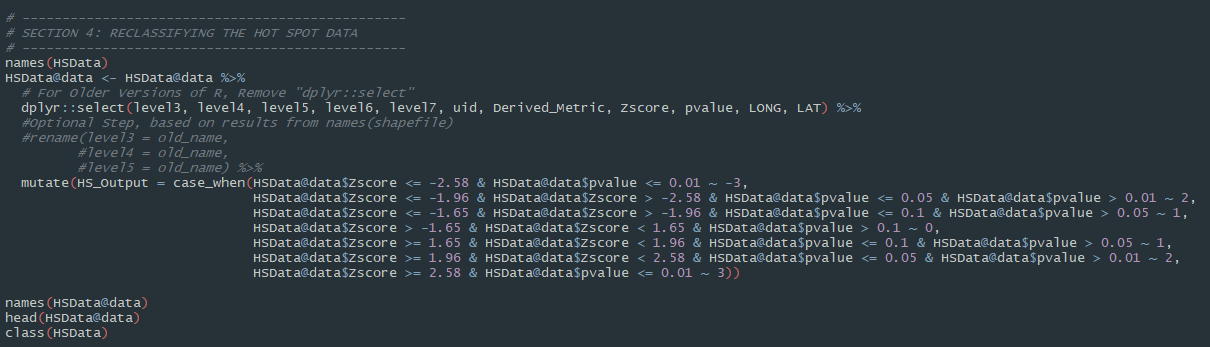 # ------------------------------------------------
# SECTION 4: RECLASSIFYING THE HOT SPOT DATA
# ------------------------------------------------
names(HSData)
HSData@data <- HSData@data %>%
  # For Older Versions of R, Remove "dplyr::select"
  dplyr::select(level3, level4, level5, level6, level7, uid, Derived_Metric, Zscore, pvalue, LONG, LAT) %>%
  #Optional Step, based on results from names(shapefile)
  #rename(level3 = old_name,
         #level4 = old_name,
         #level5 = old_name) %>%
  mutate(HS_Output = case_when(HSData@data$Zscore <= -2.58 & HSData@data$pvalue <= 0.01 ~ -3,
                               HSData@data$Zscore <= -1.96 & HSData@data$Zscore > -2.58 & HSData@data$pvalue <= 0.05 & HSData@data$pvalue > 0.01 ~ 2,
                               HSData@data$Zscore <= -1.65 & HSData@data$Zscore > -1.96 & HSData@data$pvalue <= 0.1 & HSData@data$pvalue > 0.05 ~ 1,
                               HSData@data$Zscore > -1.65 & HSData@data$Zscore < 1.65 & HSData@data$pvalue > 0.1 ~ 0,
                               HSData@data$Zscore >= 1.65 & HSData@data$Zscore < 1.96 & HSData@data$pvalue <= 0.1 & HSData@data$pvalue > 0.05 ~ 1,
                               HSData@data$Zscore >= 1.96 & HSData@data$Zscore < 2.58 & HSData@data$pvalue <= 0.05 & HSData@data$pvalue > 0.01 ~ 2,
                               HSData@data$Zscore >= 2.58 & HSData@data$pvalue <= 0.01 ~ 3))
names(HSData@data)
head(HSData@data)
class(HSData)